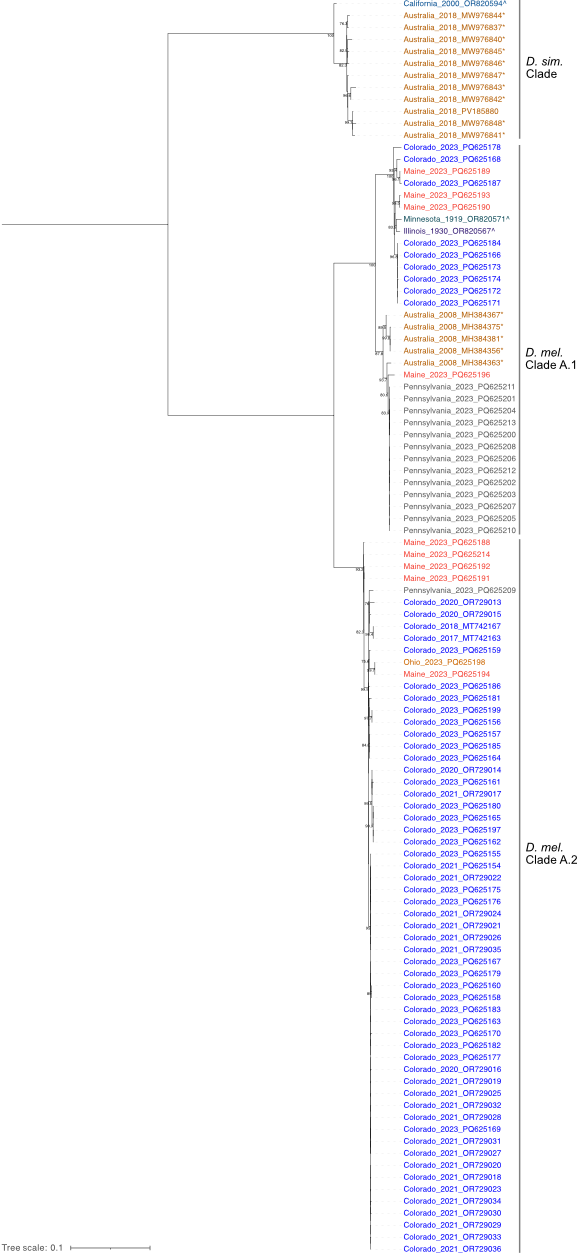 California_2000_OR820594^
Australia_2018_MW976844*
Australia_2018_MW976837*
Australia_2018_MW976840*
Australia_2018_MW976845*
Australia_2018_MW976846*
Australia_2018_MW976847*
Australia_2018_MW976843*
Australia_2018_MW976842*
Australia_2018_PV185880
Australia_2018_MW976848*
Australia_2018_MW976841*
D. sim.
Clade
Colorado_2023_PQ625178
Colorado_2023_PQ625168
Maine_2023_PQ625189
Colorado_2023_PQ625187
Maine_2023_PQ625193
Maine_2023_PQ625190
Minnesota_1919_OR820571^
Illinois_1930_OR820567^
Colorado_2023_PQ625184
Colorado_2023_PQ625166
Colorado_2023_PQ625173
Colorado_2023_PQ625174
Colorado_2023_PQ625172
Colorado_2023_PQ625171
Australia_2008_MH384367*
Australia_2008_MH384375*
Australia_2008_MH384381*
Australia_2008_MH384356*
Australia_2008_MH384363*
Maine_2023_PQ625196
Pennsylvania_2023_PQ625211
Pennsylvania_2023_PQ625201
Pennsylvania_2023_PQ625204
Pennsylvania_2023_PQ625213
Pennsylvania_2023_PQ625200
Pennsylvania_2023_PQ625208
Pennsylvania_2023_PQ625206
Pennsylvania_2023_PQ625212
Pennsylvania_2023_PQ625202
Pennsylvania_2023_PQ625203
Pennsylvania_2023_PQ625207
Pennsylvania_2023_PQ625205
Pennsylvania_2023_PQ625210
D. mel.
Clade A.1
Maine_2023_PQ625188
Maine_2023_PQ625214
Maine_2023_PQ625192
Maine_2023_PQ625191
Pennsylvania_2023_PQ625209
Colorado_2020_OR729013
Colorado_2020_OR729015
Colorado_2018_MT742167
Colorado_2017_MT742163
Colorado_2023_PQ625159
Ohio_2023_PQ625198
Maine_2023_PQ625194
Colorado_2023_PQ625186
Colorado_2023_PQ625181
Colorado_2023_PQ625199
Colorado_2023_PQ625156
Colorado_2023_PQ625157
Colorado_2023_PQ625185
Colorado_2023_PQ625164
Colorado_2020_OR729014
Colorado_2023_PQ625161
Colorado_2021_OR729017
Colorado_2023_PQ625180
Colorado_2023_PQ625165
Colorado_2023_PQ625197
Colorado_2023_PQ625162
Colorado_2023_PQ625155
Colorado_2021_PQ625154
Colorado_2021_OR729022
Colorado_2023_PQ625175
Colorado_2023_PQ625176
Colorado_2021_OR729024
Colorado_2021_OR729021
Colorado_2021_OR729026
Colorado_2021_OR729035
Colorado_2023_PQ625167
Colorado_2023_PQ625179
Colorado_2023_PQ625160
Colorado_2023_PQ625158
Colorado_2023_PQ625183
Colorado_2023_PQ625163
Colorado_2023_PQ625170
Colorado_2023_PQ625182
Colorado_2023_PQ625177
Colorado_2020_OR729016
Colorado_2021_OR729019
Colorado_2021_OR729025
Colorado_2021_OR729032
Colorado_2021_OR729028
Colorado_2023_PQ625169
Colorado_2021_OR729031
Colorado_2021_OR729027
Colorado_2021_OR729020
Colorado_2021_OR729018
Colorado_2021_OR729023
Colorado_2021_OR729034
Colorado_2021_OR729030
Colorado_2021_OR729029
Colorado_2021_OR729033
Colorado_2021_OR729036
D. mel.
Clade A.2
Tree scale: 0.1